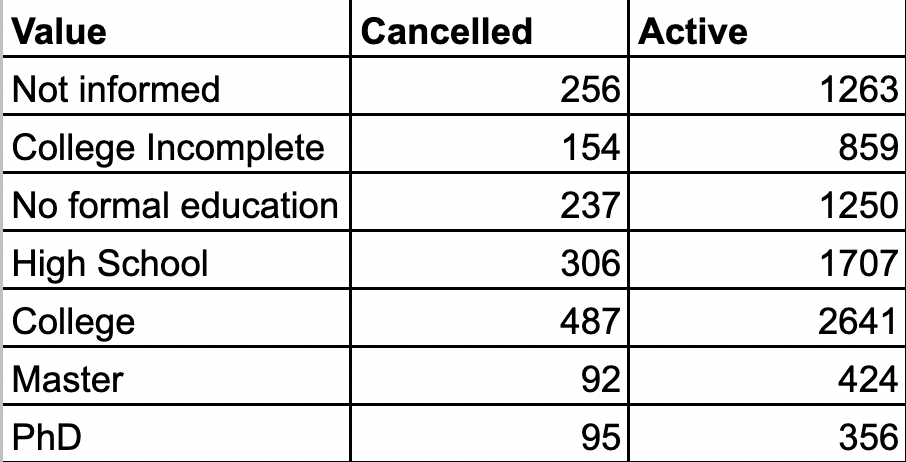 Value Cancelled Active
Not informed 256 1263
College Incomplete 154 859
No formal education 237 1250
High School 306 1707
College 487 2641
Master 92 424
PhD 95 356